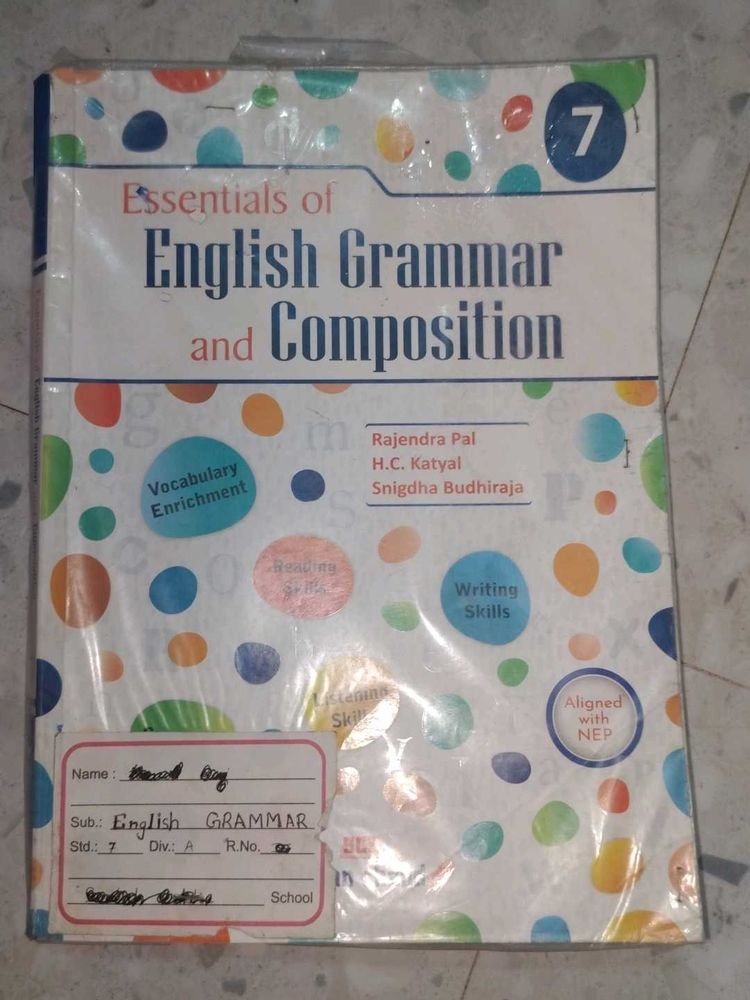 7
Essentials of
English Grammar
and Composition
Rajendra Pal
H.C. Katyal
Snigdha Budhiraja
Vocabulary
Enrichment
Reading
Skills
Writing
Skills
Listening
Skills
Aligned
with
NEP
Name :
Sub.: English GRAMMAR
Std.: 7 Div.: A R.No.
School